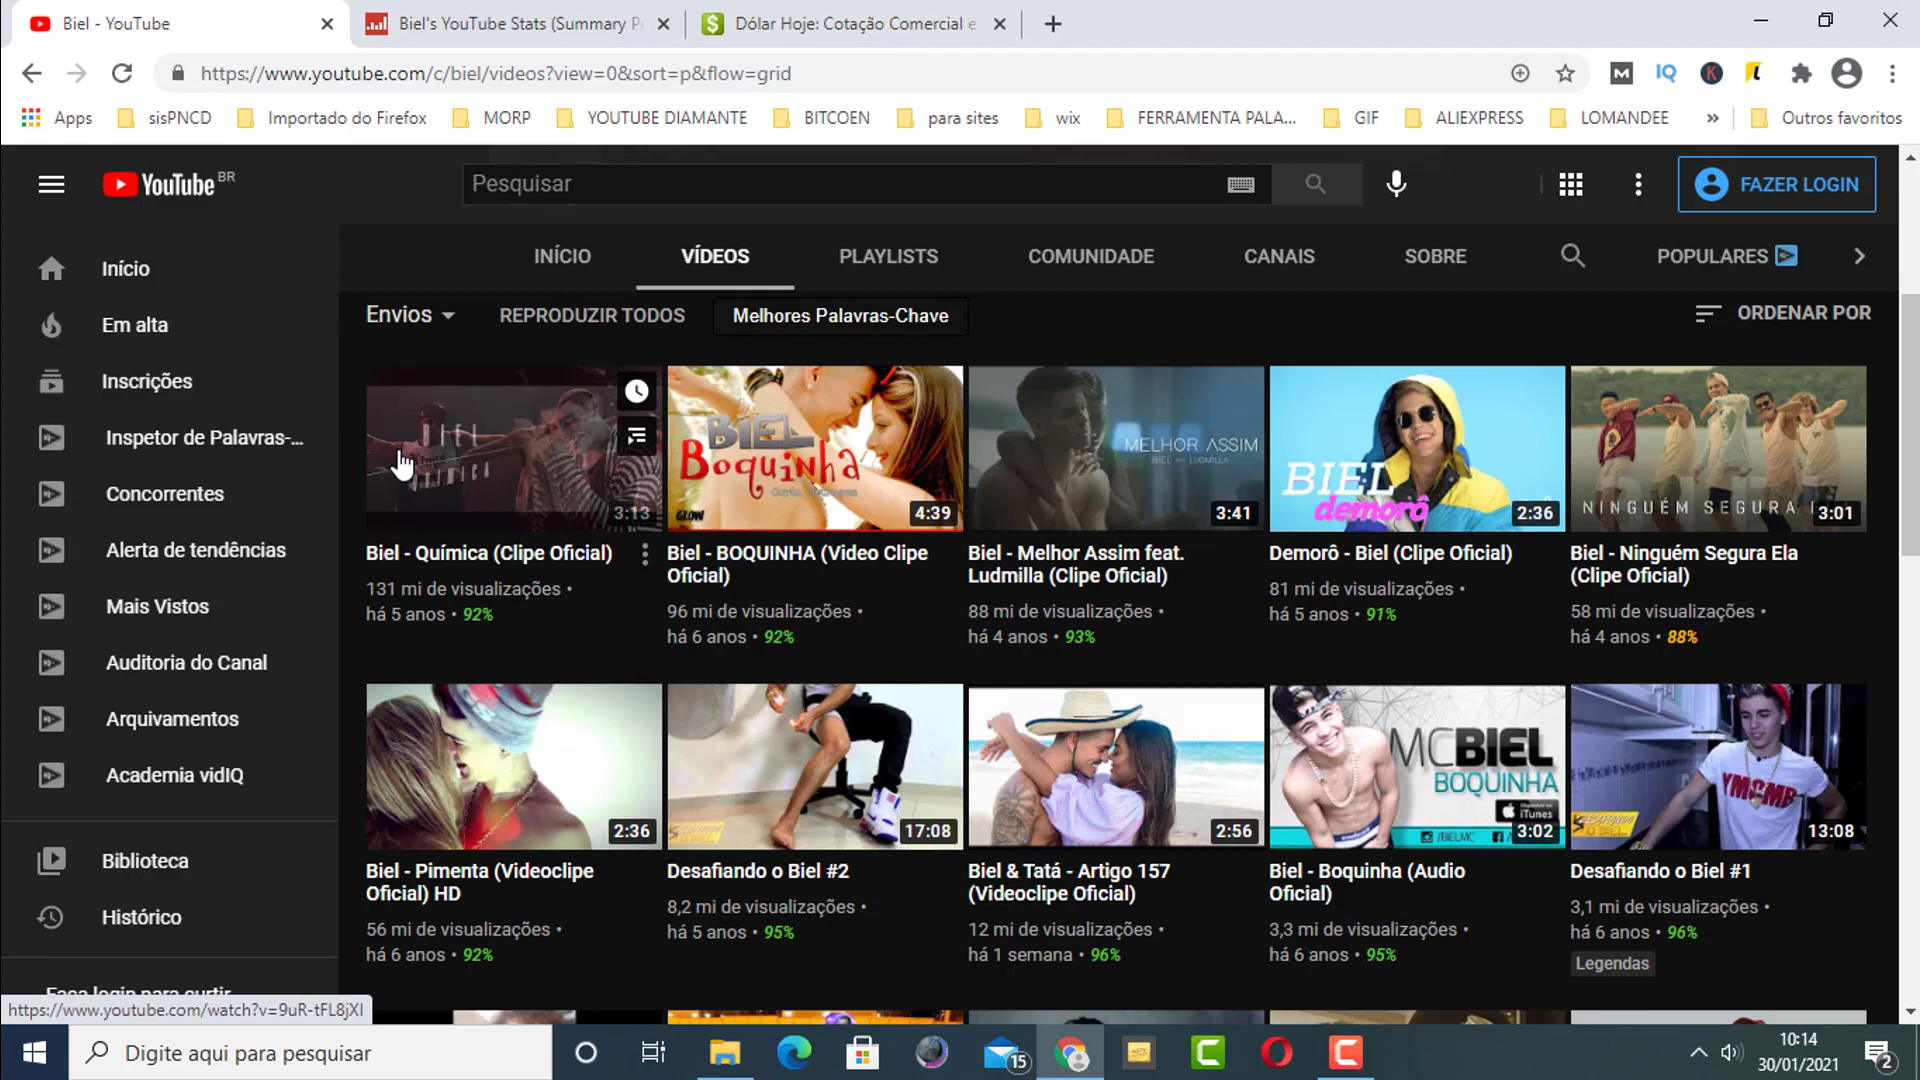 Biel - YouTube
Biel's YouTube Stats (Summary Pr
Dólar Hoje: Cotação Comercial e
https://www.youtube.com/c/biel/videos?view=0&sort=p&flow=grid
Apps
sisPNCD
Importado do Firefox
MORP
YOUTUBE DIAMANTE
BITCOEN
para sites
wix
FERRAMENTA PALA...
GIF
ALIEXPRESS
LOMANDEE
»
Outros favoritos
YouTube BR
Pesquisar
FAZER LOGIN
INÍCIO
VÍDEOS
PLAYLISTS
COMUNIDADE
CANAIS
SOBRE
POPULARES
Início
Em alta
Inscrições
Inspetor de Palavras-...
Concorrentes
Alerta de tendências
Mais Vistos
Auditoria do Canal
Arquivamentos
Academia vidIQ
Biblioteca
Histórico
Faça login para curtir
Envios
REPRODUZIR TODOS
Melhores Palavras-Chave
ORDENAR POR
BIEL
3:13
Biel - Química (Clipe Oficial)
131 mi de visualizações •
há 5 anos • 92%
BIEL
Boquinha
GLOW
4:39
Biel - BOQUINHA (Video Clipe
Oficial)
96 mi de visualizações •
há 6 anos • 92%
MELHOR ASSIM
BIEL feat LUDMILLA
3:41
Biel - Melhor Assim feat.
Ludmilla (Clipe Oficial)
88 mi de visualizações •
há 4 anos • 93%
BIEL
demorô
2:36
Demorô - Biel (Clipe Oficial)
81 mi de visualizações •
há 5 anos • 91%
NINGUÉM SEGURA
3:01
Biel - Ninguém Segura Ela
(Clipe Oficial)
58 mi de visualizações •
há 4 anos • 88%
2:36
Biel - Pimenta (Videoclipe
Oficial) HD
56 mi de visualizações •
há 6 anos • 92%
17:08
Desafiando o Biel #2
8,2 mi de visualizações •
há 5 anos • 95%
2:56
Biel & Tatá - Artigo 157
(Videoclipe Oficial)
12 mi de visualizações •
há 1 semana • 96%
MCBIEL
BOQUINHA
iTunes
/BIELMC
3:02
Biel - Boquinha (Audio
Oficial)
3,3 mi de visualizações •
há 6 anos • 95%
YMCMB
13:08
Desafiando o Biel #1
3,1 mi de visualizações •
há 6 anos • 96%
Legendas
https://www.youtube.com/watch?v=9uR-tFL8jXI
Digite aqui para pesquisar
15
10:14
30/01/2021
2